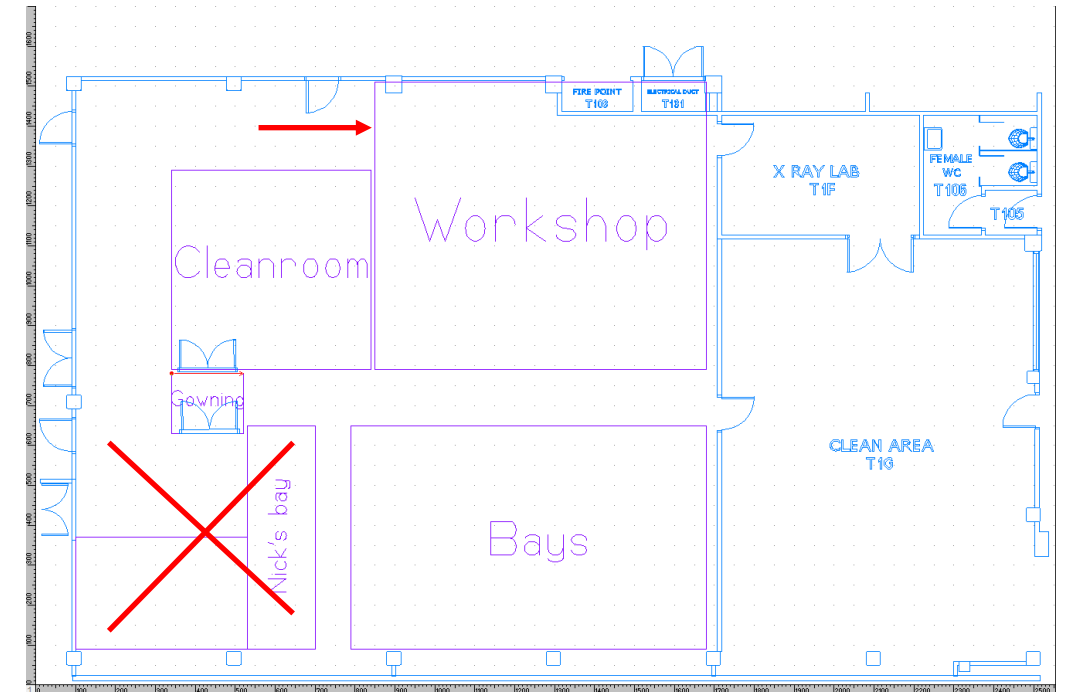 FIRE POINT
T103
ELECTRICAL DUCT
T131
X RAY LAB
T1F
FEMALE
WC
T106
T105
Workshop
Cleanroom
Gowning
CLEAN AREA
T1G
Nick's bay
Bays